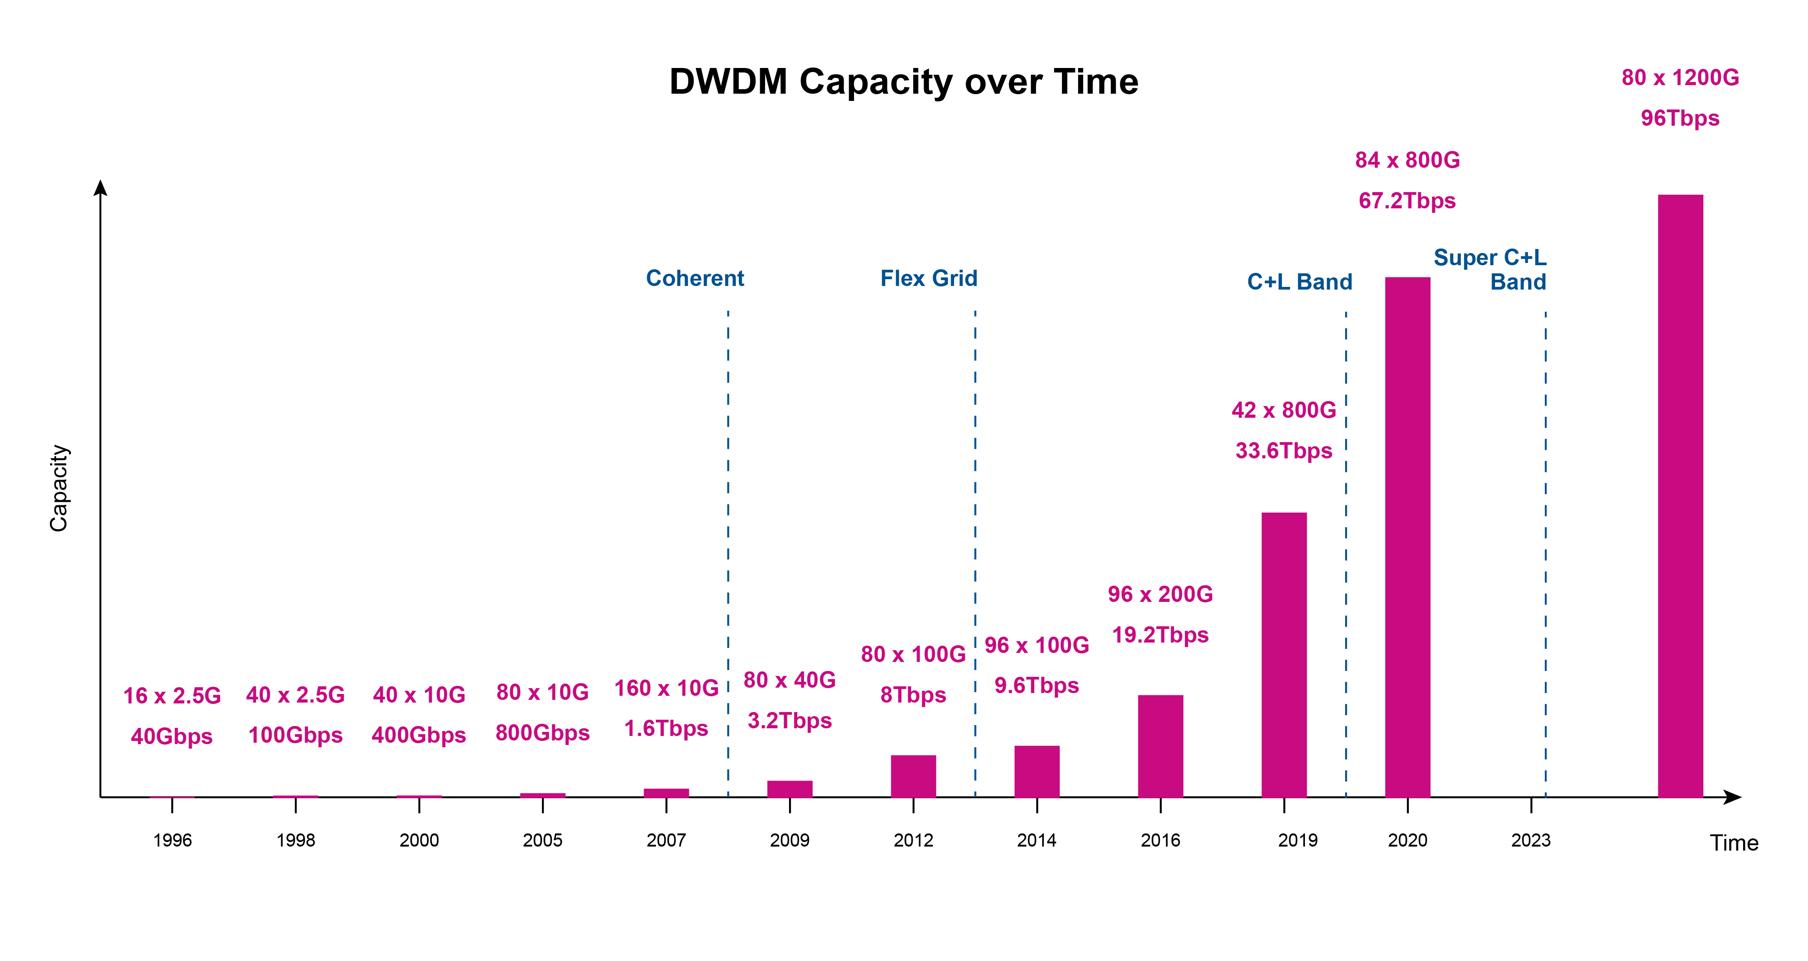 DWDM Capacity over Time
80 x 1200G
96Tbps
84 x 800G
67.2Tbps
Coherent
Flex Grid
C+L Band
Super C+L
Band
42 x 800G
33.6Tbps
96 x 200G
19.2Tbps
96 x 100G
9.6Tbps
80 x 100G
8Tbps
80 x 40G
3.2Tbps
160 x 10G
1.6Tbps
80 x 10G
800Gbps
40 x 10G
400Gbps
40 x 2.5G
100Gbps
16 x 2.5G
40Gbps
Capacity
1996 1998 2000 2005 2007 2009 2012 2014 2016 2019 2020 2023
Time